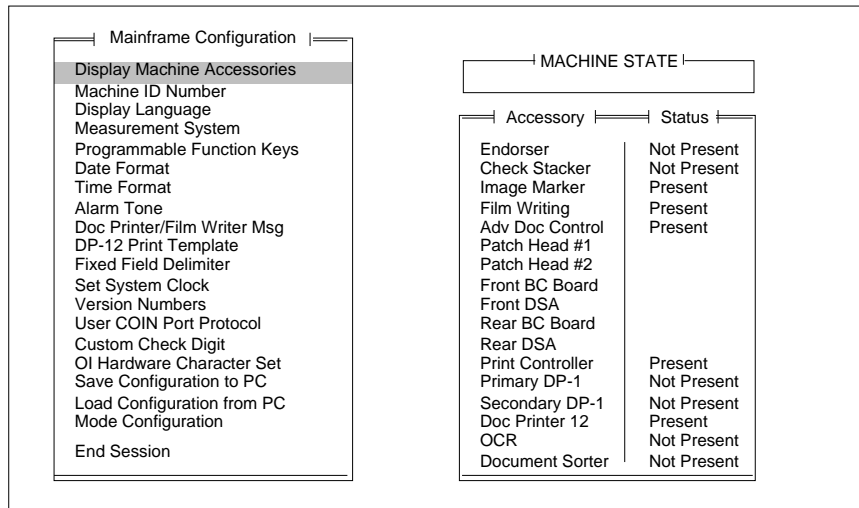 Mainframe Configuration
Display Machine Accessories
Machine ID Number
Display Language
Measurement System
Programmable Function Keys
Date Format
Time Format
Alarm Tone
Doc Printer/Film Writer Msg
DP-12 Print Template
Fixed Field Delimiter
Set System Clock
Version Numbers
User COIN Port Protocol
Custom Check Digit
OI Hardware Character Set
Save Configuration to PC
Load Configuration from PC
Mode Configuration
End Session
MACHINE STATE
Accessory Status
Endorser Not Present
Check Stacker Not Present
Image Marker Present
Film Writing Present
Adv Doc Control Present
Patch Head #1
Patch Head #2
Front BC Board
Front DSA
Rear BC Board
Rear DSA
Print Controller Present
Primary DP-1 Not Present
Secondary DP-1 Not Present
Doc Printer 12 Present
OCR Not Present
Document Sorter Not Present